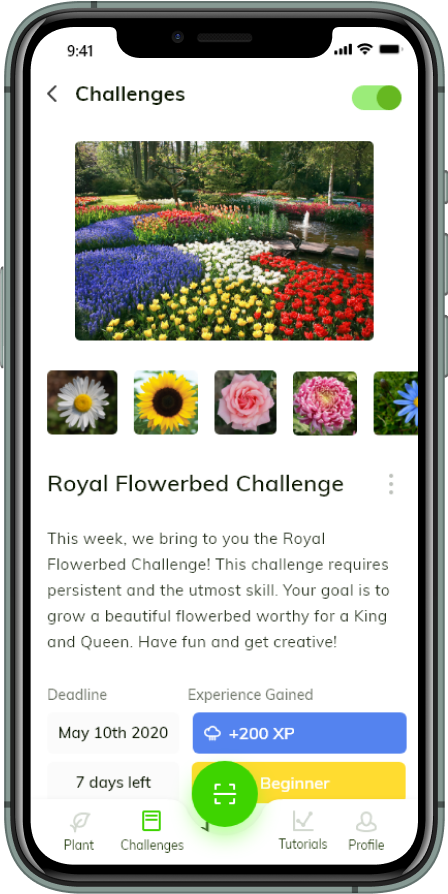 9:41
Challenges
Royal Flowerbed Challenge
This week, we bring to you the Royal
Flowerbed Challenge! This challenge requires
persistent and the utmost skill. Your goal is to
grow a beautiful flowerbed worthy for a King
and Queen. Have fun and get creative!
Deadline Experience Gained
May 10th 2020 +200 XP
7 days left Beginner
Plant Challenges Tutorials Profile